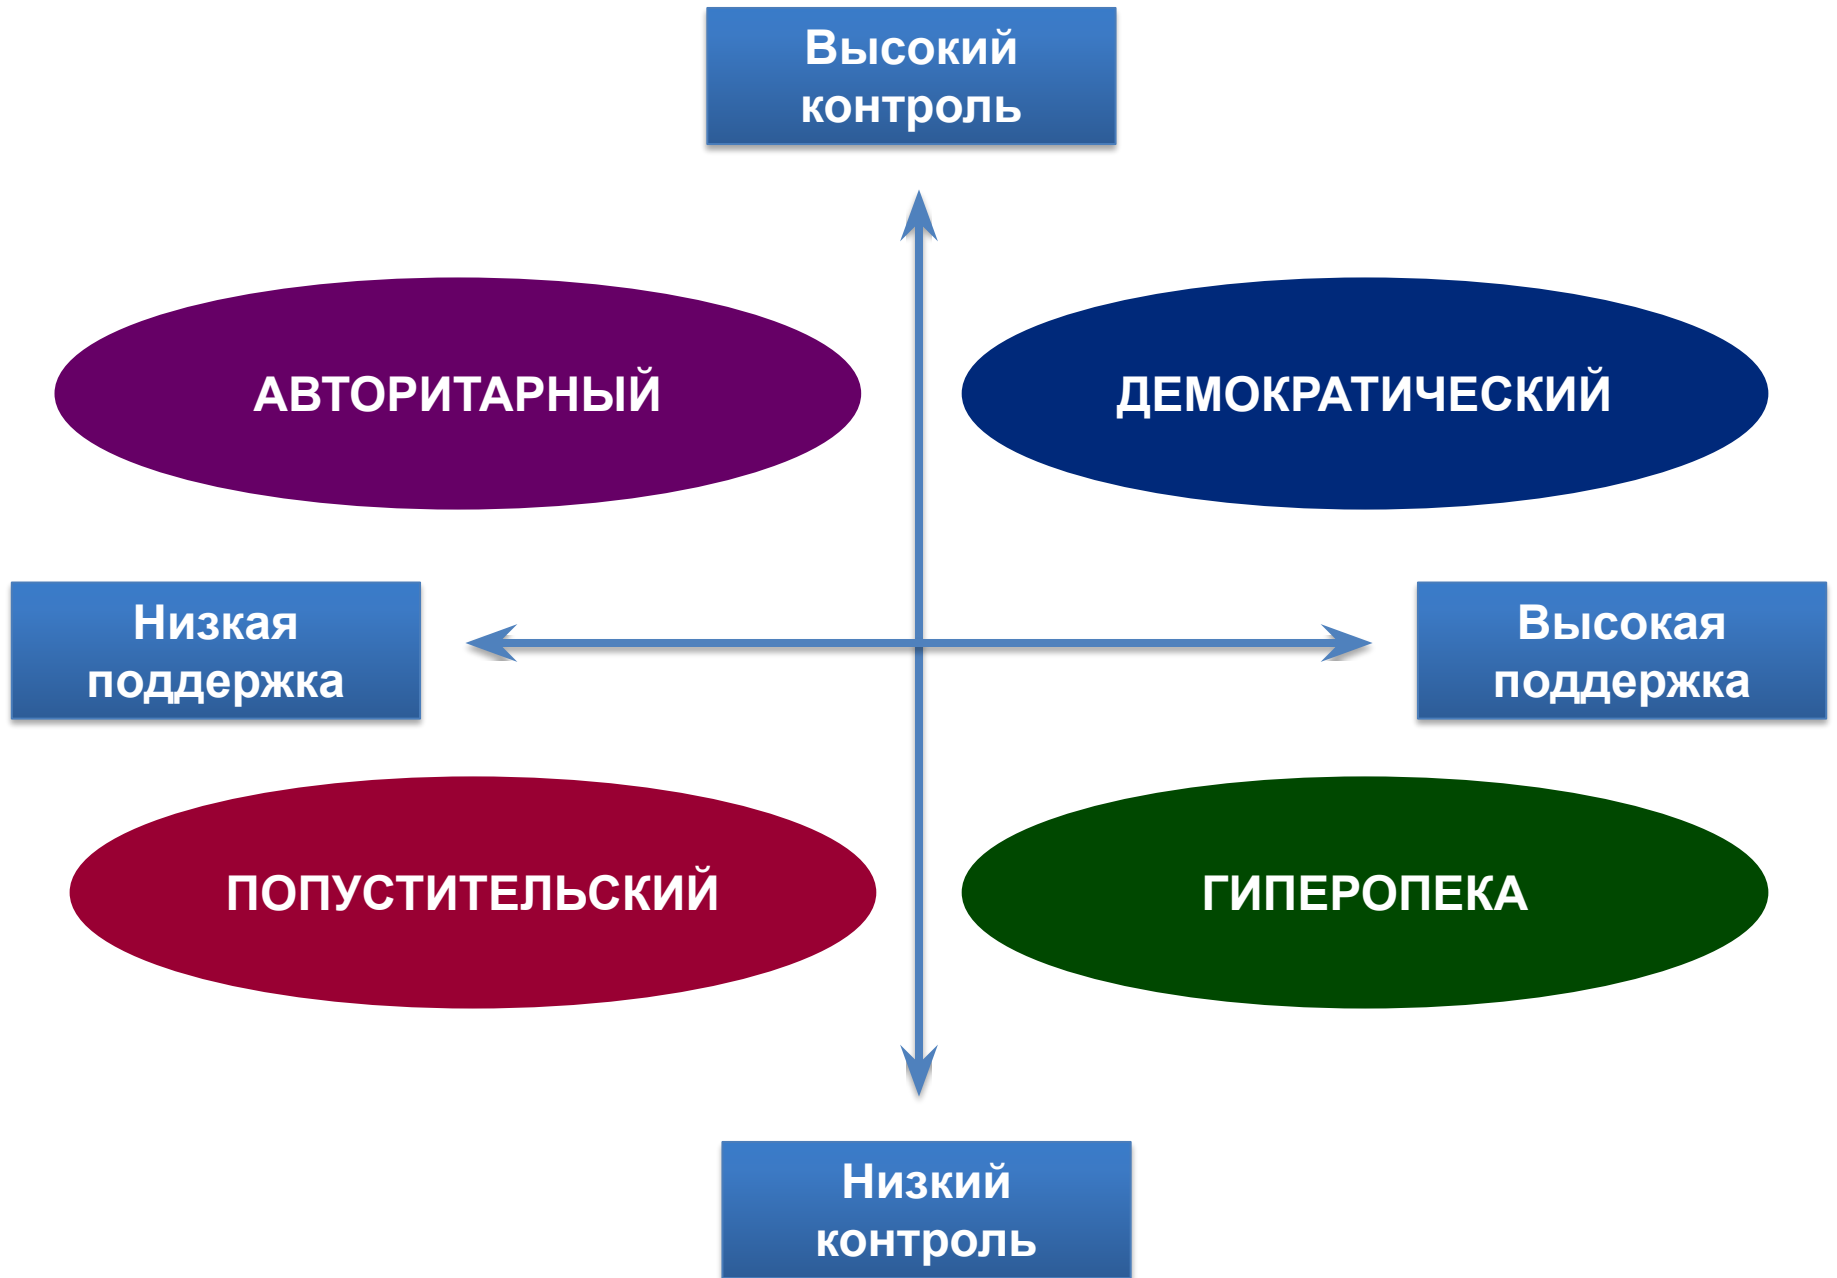 Высокий
контроль
АВТОРИТАРНЫЙ
ДЕМОКРАТИЧЕСКИЙ
Низкая
поддержка
Высокая
поддержка
ПОПУСТИТЕЛЬСКИЙ
ГИПЕРОПЕКА
Низкий
контроль